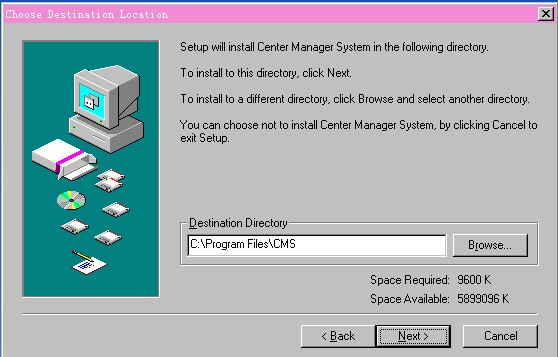 Choose Destination Location
Setup will install Center Manager System in the following directory.
To install to this directory, click Next.
To install to a different directory, click Browse and select another directory.
You can choose not to install Center Manager System, by clicking Cancel to
exit Setup.
Destination Directory
C:\Program Files\CMS
Browse...
Space Required: 9600 K
Space Available: 5899096 K
< Back
Next >
Cancel